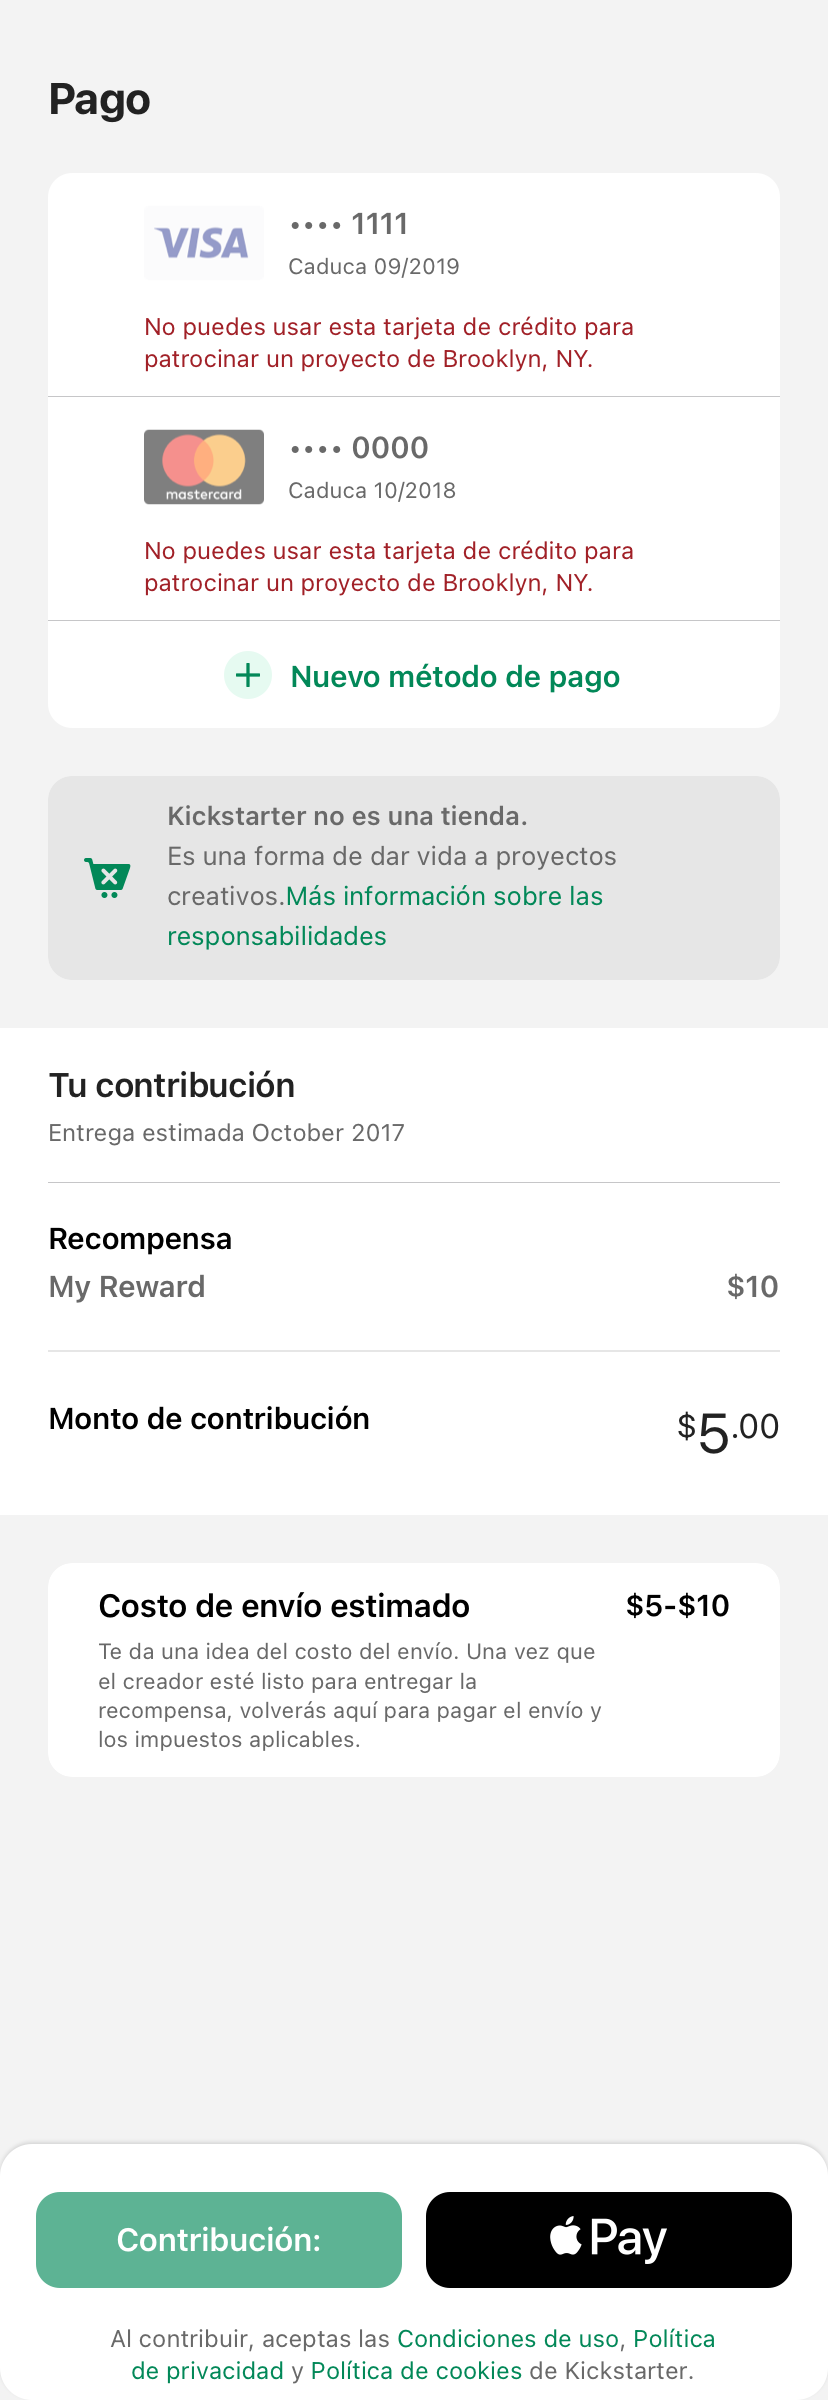 Pago
VISA
•••• 1111
Caduca 09/2019
No puedes usar esta tarjeta de crédito para
patrocinar un proyecto de Brooklyn, NY.
mastercard
•••• 0000
Caduca 10/2018
No puedes usar esta tarjeta de crédito para
patrocinar un proyecto de Brooklyn, NY.
+ Nuevo método de pago
Kickstarter no es una tienda.
Es una forma de dar vida a proyectos
creativos.Más información sobre las
responsabilidades
Tu contribución
Entrega estimada October 2017
Recompensa
My Reward $10
Monto de contribución $5.00
Costo de envío estimado $5-$10
Te da una idea del costo del envío. Una vez que
el creador esté listo para entregar la
recompensa, volverás aquí para pagar el envío y
los impuestos aplicables.
Contribución:
Pay
Al contribuir, aceptas las Condiciones de uso, Política
de privacidad y Política de cookies de Kickstarter.